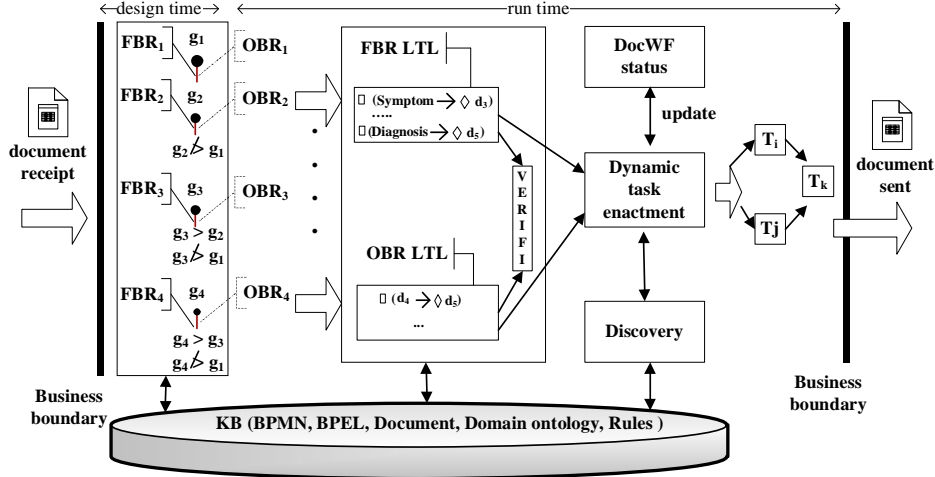 design time
run time
FBR1
g1
OBR1
FBR2
g2
OBR2
g2 ≯ g1
FBR3
g3
OBR3
g3 > g2
g3 ≯ g1
FBR4
g4
OBR4
g4 > g3
g4 ≯ g1
document
receipt
Business
boundary
FBR LTL
□ (Symptom → ◊ d3)
.....
□ (Diagnosis → ◊ d5)
VERIFI
OBR LTL
□ (d4 → ◊ d5)
...
DocWF
status
update
Dynamic
task
enactment
Discovery
Ti
Tj
Tk
document
sent
Business
boundary
KB (BPMN, BPEL, Document, Domain ontology, Rules )